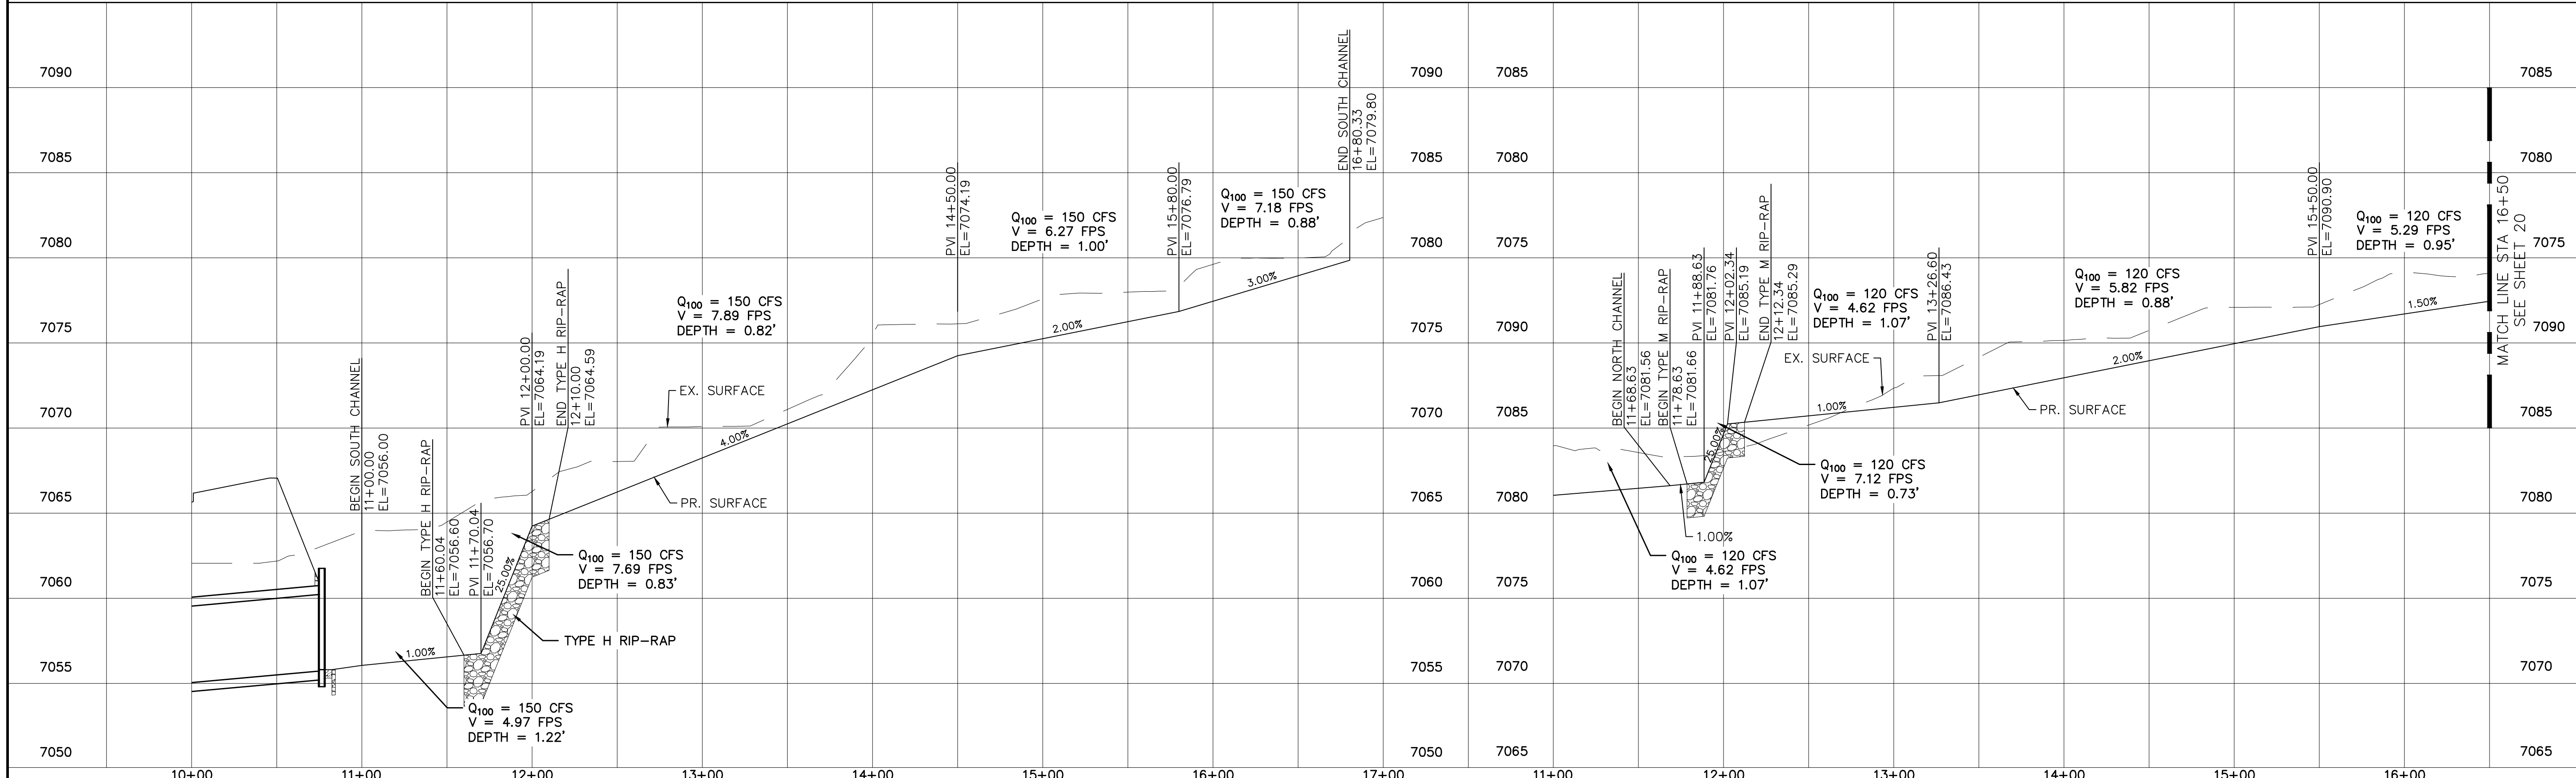 7090
7085
7080
7075
7070
7065
7060
7055
7050
BEGIN SOUTH CHANNEL
11+00.00
EL=7056.00
BEGIN TYPE H RIP-RAP
11+60.04
EL=7056.60
PVI 11+70.04
EL=7056.70
PVI 12+00.00
EL=7064.19
END TYPE H RIP-RAP
12+10.00
EL=7064.59
PVI 14+50.00
EL=7074.19
PVI 15+80.00
EL=7076.79
END SOUTH CHANNEL
16+80.33
EL=7079.80
Q100 = 150 CFS
V = 7.89 FPS
DEPTH = 0.82'
Q100 = 150 CFS
V = 6.27 FPS
DEPTH = 1.00'
Q100 = 150 CFS
V = 7.18 FPS
DEPTH = 0.88'
EX. SURFACE
PR. SURFACE
1.00%
25.00%
4.00%
2.00%
3.00%
Q100 = 150 CFS
V = 7.69 FPS
DEPTH = 0.83'
TYPE H RIP-RAP
Q100 = 150 CFS
V = 4.97 FPS
DEPTH = 1.22'
10+00
11+00
12+00
13+00
14+00
15+00
16+00
17+00
7090
7085
7080
7075
7070
7065
7060
7055
7050
7085
7080
7075
7090
7085
7080
7075
7070
7065
BEGIN NORTH CHANNEL
11+68.63
EL=7081.56
BEGIN TYPE M RIP-RAP
11+78.63
EL=7081.66
PVI 11+88.63
EL=7081.76
PVI 12+02.34
EL=7085.19
END TYPE M RIP-RAP
12+12.34
EL=7085.29
PVI 13+26.60
EL=7086.43
PVI 15+50.00
EL=7090.90
Q100 = 120 CFS
V = 4.62 FPS
DEPTH = 1.07'
Q100 = 120 CFS
V = 5.82 FPS
DEPTH = 0.88'
Q100 = 120 CFS
V = 5.29 FPS
DEPTH = 0.95'
EX. SURFACE
PR. SURFACE
25.00%
1.00%
2.00%
1.50%
Q100 = 120 CFS
V = 7.12 FPS
DEPTH = 0.73'
1.00%
Q100 = 120 CFS
V = 4.62 FPS
DEPTH = 1.07'
MATCH LINE STA 16+50
SEE SHEET 20
11+00
12+00
13+00
14+00
15+00
16+00
7085
7080
7075
7090
7085
7080
7075
7070
7065